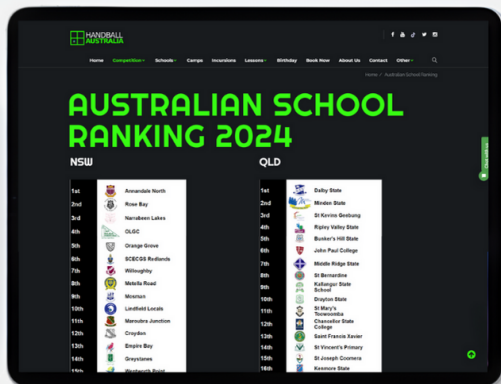 HANDBALL
AUSTRALIA
Home Competition Schools Camps Incursions Lessons Birthday Book Now About Us Contact Other
Home / Australian School Ranking
AUSTRALIAN SCHOOL
RANKING 2024
NSW
1st Annandale North
2nd Rose Bay
3rd Narrabeen Lakes
4th OLGC
5th Orange Grove
6th SCECGS Redlands
7th Willoughby
8th Matella Road
9th Mosman
10th Lindfield Locals
11th Maroubra Junction
12th Croydon
13th Empire Bay
14th Greystanes
15th Wentworth Point
QLD
1st Dalby State
2nd Minden State
3rd St Kevins Geebung
4th Ripley Valley State
5th Bunker's Hill State
6th John Paul College
7th Middle Ridge State
8th St Bernardine
9th Kallangur State
School
10th Drayton State
11th St Mary's
Toowoomba
12th Chancellor State
College
13th Saint Francis Xavier
14th St Vincent's Primary
15th St Joseph Coomera
16th Kenmore State